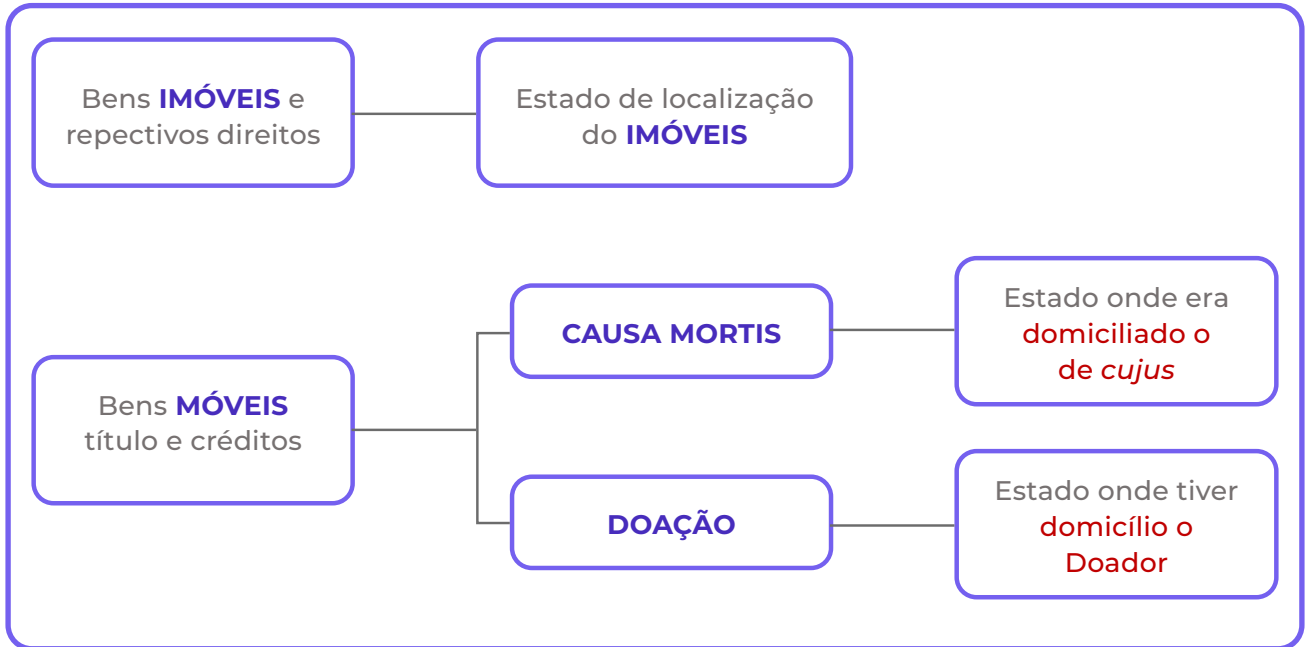 Bens IMÓVEIS e
repectivos direitos
Estado de localização
do IMÓVEIS
Bens MÓVEIS
título e créditos
CAUSA MORTIS
Estado onde era
domiciliado o
de cujus
DOAÇÃO
Estado onde tiver
domicílio o
Doador